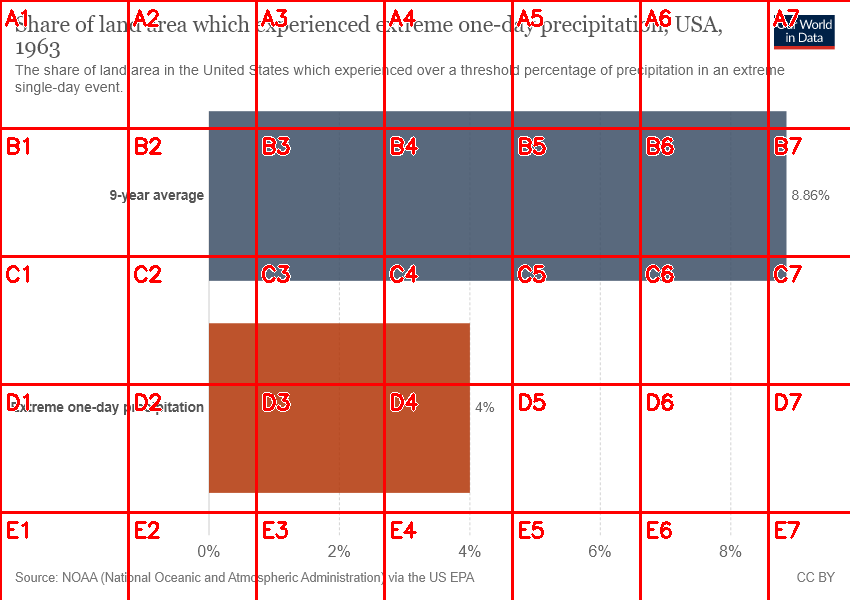 Share of land area which experienced extreme one-day precipitation, USA,
1963
Our World
in Data
The share of land area in the United States which experienced over a threshold percentage of precipitation in an extreme
single-day event.
A1 A2 A3 A4 A5 A6 A7
B1 B2 B3 B4 B5 B6 B7
9-year average 8.86%
C1 C2 C3 C4 C5 C6 C7
D1 D2 D3 D4 D5 D6 D7
Extreme one-day precipitation 4%
E1 E2 E3 E4 E5 E6 E7
0% 2% 4% 6% 8%
Source: NOAA (National Oceanic and Atmospheric Administration) via the US EPA
CC BY